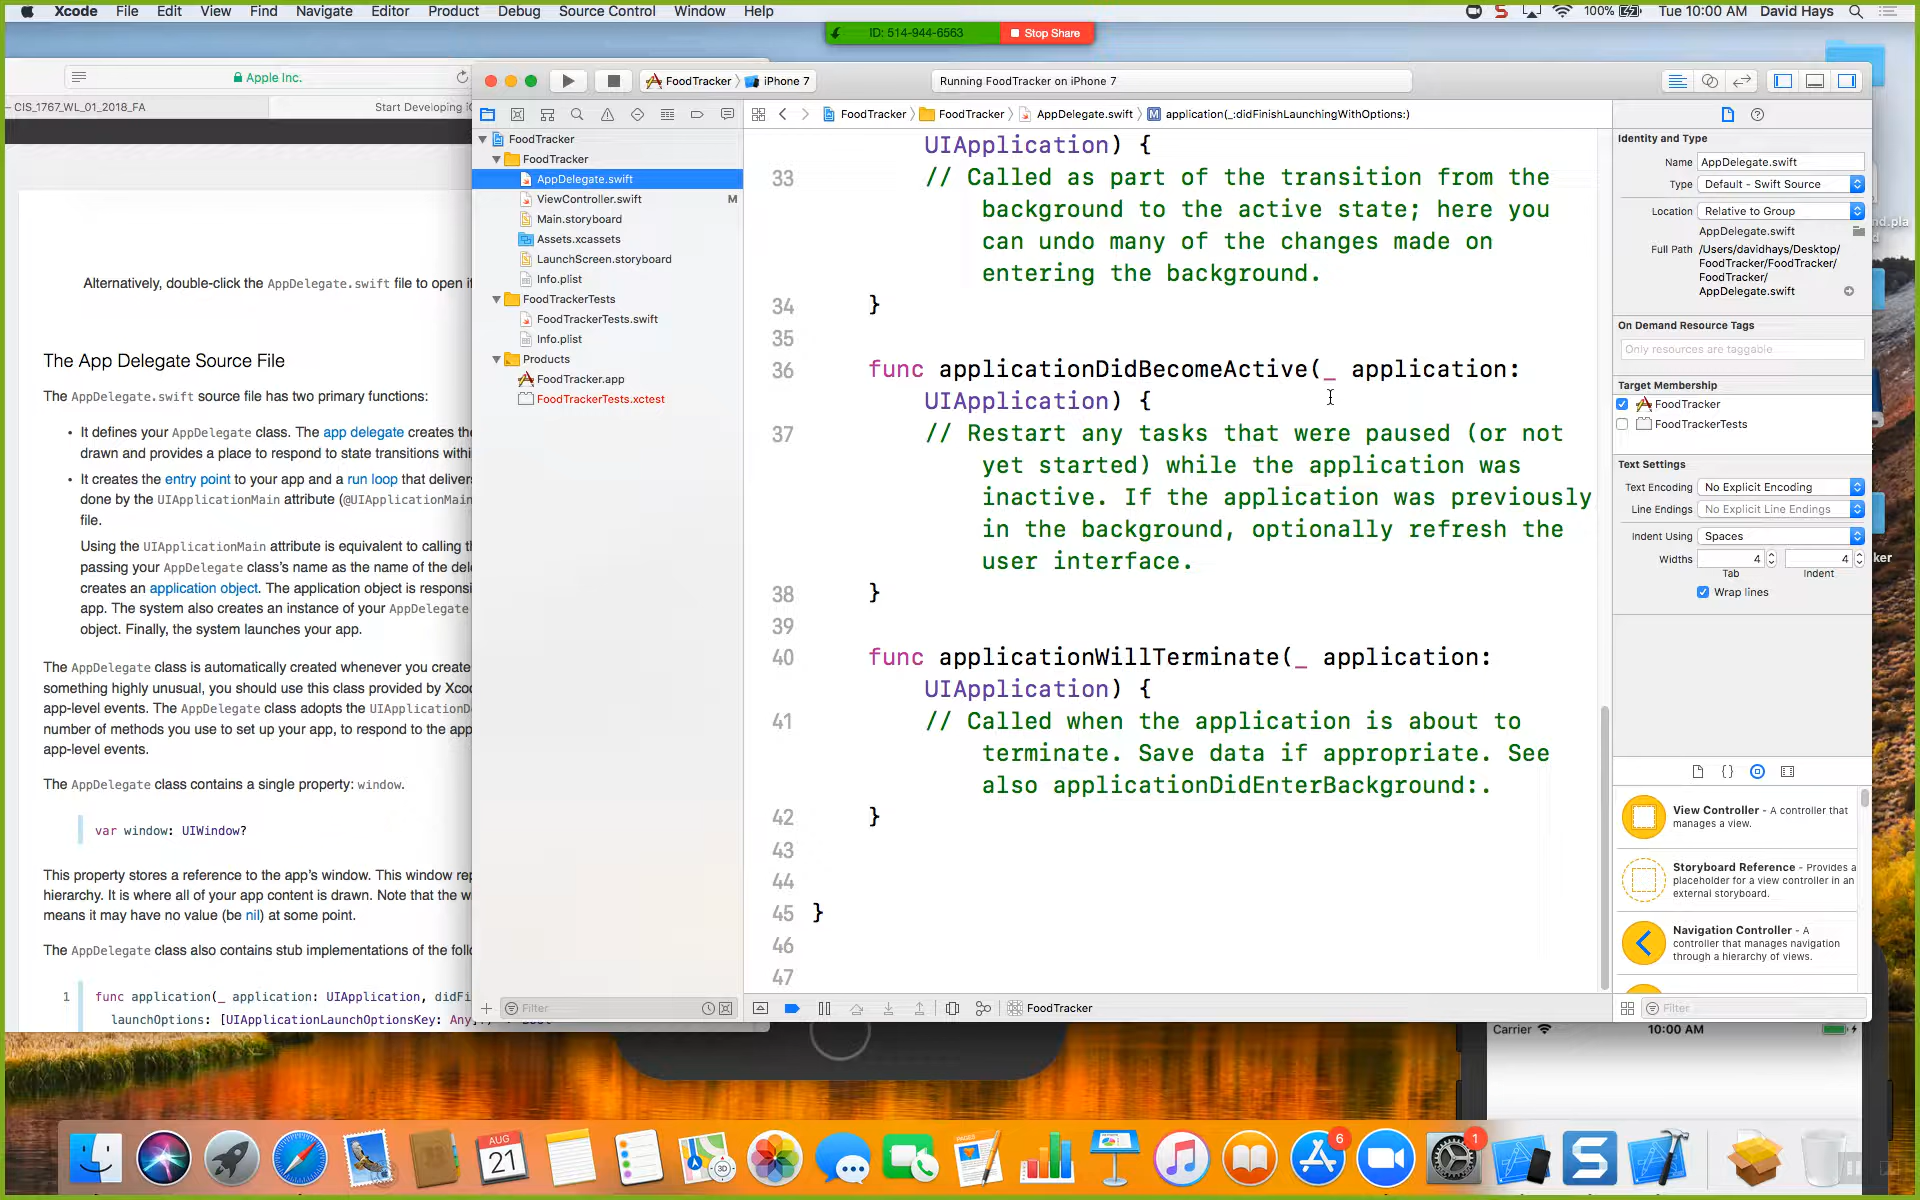 Xcode File Edit View Find Navigate Editor Product Debug Source Control Window Help
100% Tue 10:00 AM David Hays
ID: 514-944-6563 Stop Share
Apple Inc.
CIS_1767_WL_01_2018_FA
Start Developing i
Alternatively, double-click the AppDelegate.swift file to open i
The App Delegate Source File
The AppDelegate.swift source file has two primary functions:
• It defines your AppDelegate class. The app delegate creates the
drawn and provides a place to respond to state transitions within
• It creates the entry point to your app and a run loop that delivers
done by the UIApplicationMain attribute (@UIApplicationMain
file.
Using the UIApplicationMain attribute is equivalent to calling th
passing your AppDelegate class's name as the name of the dele
creates an application object. The application object is responsi
app. The system also creates an instance of your AppDelegate
object. Finally, the system launches your app.
The AppDelegate class is automatically created whenever you create
something highly unusual, you should use this class provided by Xcod
app-level events. The AppDelegate class adopts the UIApplicationD
number of methods you use to set up your app, to respond to the app
app-level events.
The AppDelegate class contains a single property: window.
var window: UIWindow?
This property stores a reference to the app's window. This window rep
hierarchy. It is where all of your app content is drawn. Note that the w
means it may have no value (be nil) at some point.
The AppDelegate class also contains stub implementations of the follo
1 func application(_ application: UIApplication, didFi
launchOptions: [UIApplicationLaunchOptionsKey: Any]
FoodTracker iPhone 7
Running FoodTracker on iPhone 7
FoodTracker
FoodTracker
AppDelegate.swift
ViewController.swift M
Main.storyboard
Assets.xcassets
LaunchScreen.storyboard
Info.plist
FoodTrackerTests
FoodTrackerTests.swift
Info.plist
Products
FoodTracker.app
FoodTrackerTests.xctest
Filter
FoodTracker FoodTracker AppDelegate.swift M application(_:didFinishLaunchingWithOptions:)
UIApplication) {
33 // Called as part of the transition from the
background to the active state; here you
can undo many of the changes made on
entering the background.
34 }
35
36 func applicationDidBecomeActive(_ application:
UIApplication) {
37 // Restart any tasks that were paused (or not
yet started) while the application was
inactive. If the application was previously
in the background, optionally refresh the
user interface.
38 }
39
40 func applicationWillTerminate(_ application:
UIApplication) {
41 // Called when the application is about to
terminate. Save data if appropriate. See
also applicationDidEnterBackground:.
42 }
43
44
45 }
46
47
FoodTracker
Identity and Type
Name AppDelegate.swift
Type Default - Swift Source
Location Relative to Group
AppDelegate.swift
Full Path /Users/davidhays/Desktop/
FoodTracker/FoodTracker/
FoodTracker/
AppDelegate.swift
On Demand Resource Tags
Only resources are taggable
Target Membership
FoodTracker
FoodTrackerTests
Text Settings
Text Encoding No Explicit Encoding
Line Endings No Explicit Line Endings
Indent Using Spaces
Widths 4 4
Tab Indent
Wrap lines
{ }
View Controller - A controller that
manages a view.
Storyboard Reference - Provides a
placeholder for a view controller in an
external storyboard.
Navigation Controller - A
controller that manages navigation
through a hierarchy of views.
Filter
nd.pla
d
ker
Carrier 10:00 AM
AUG
21
3D
PAGES
6
1
S